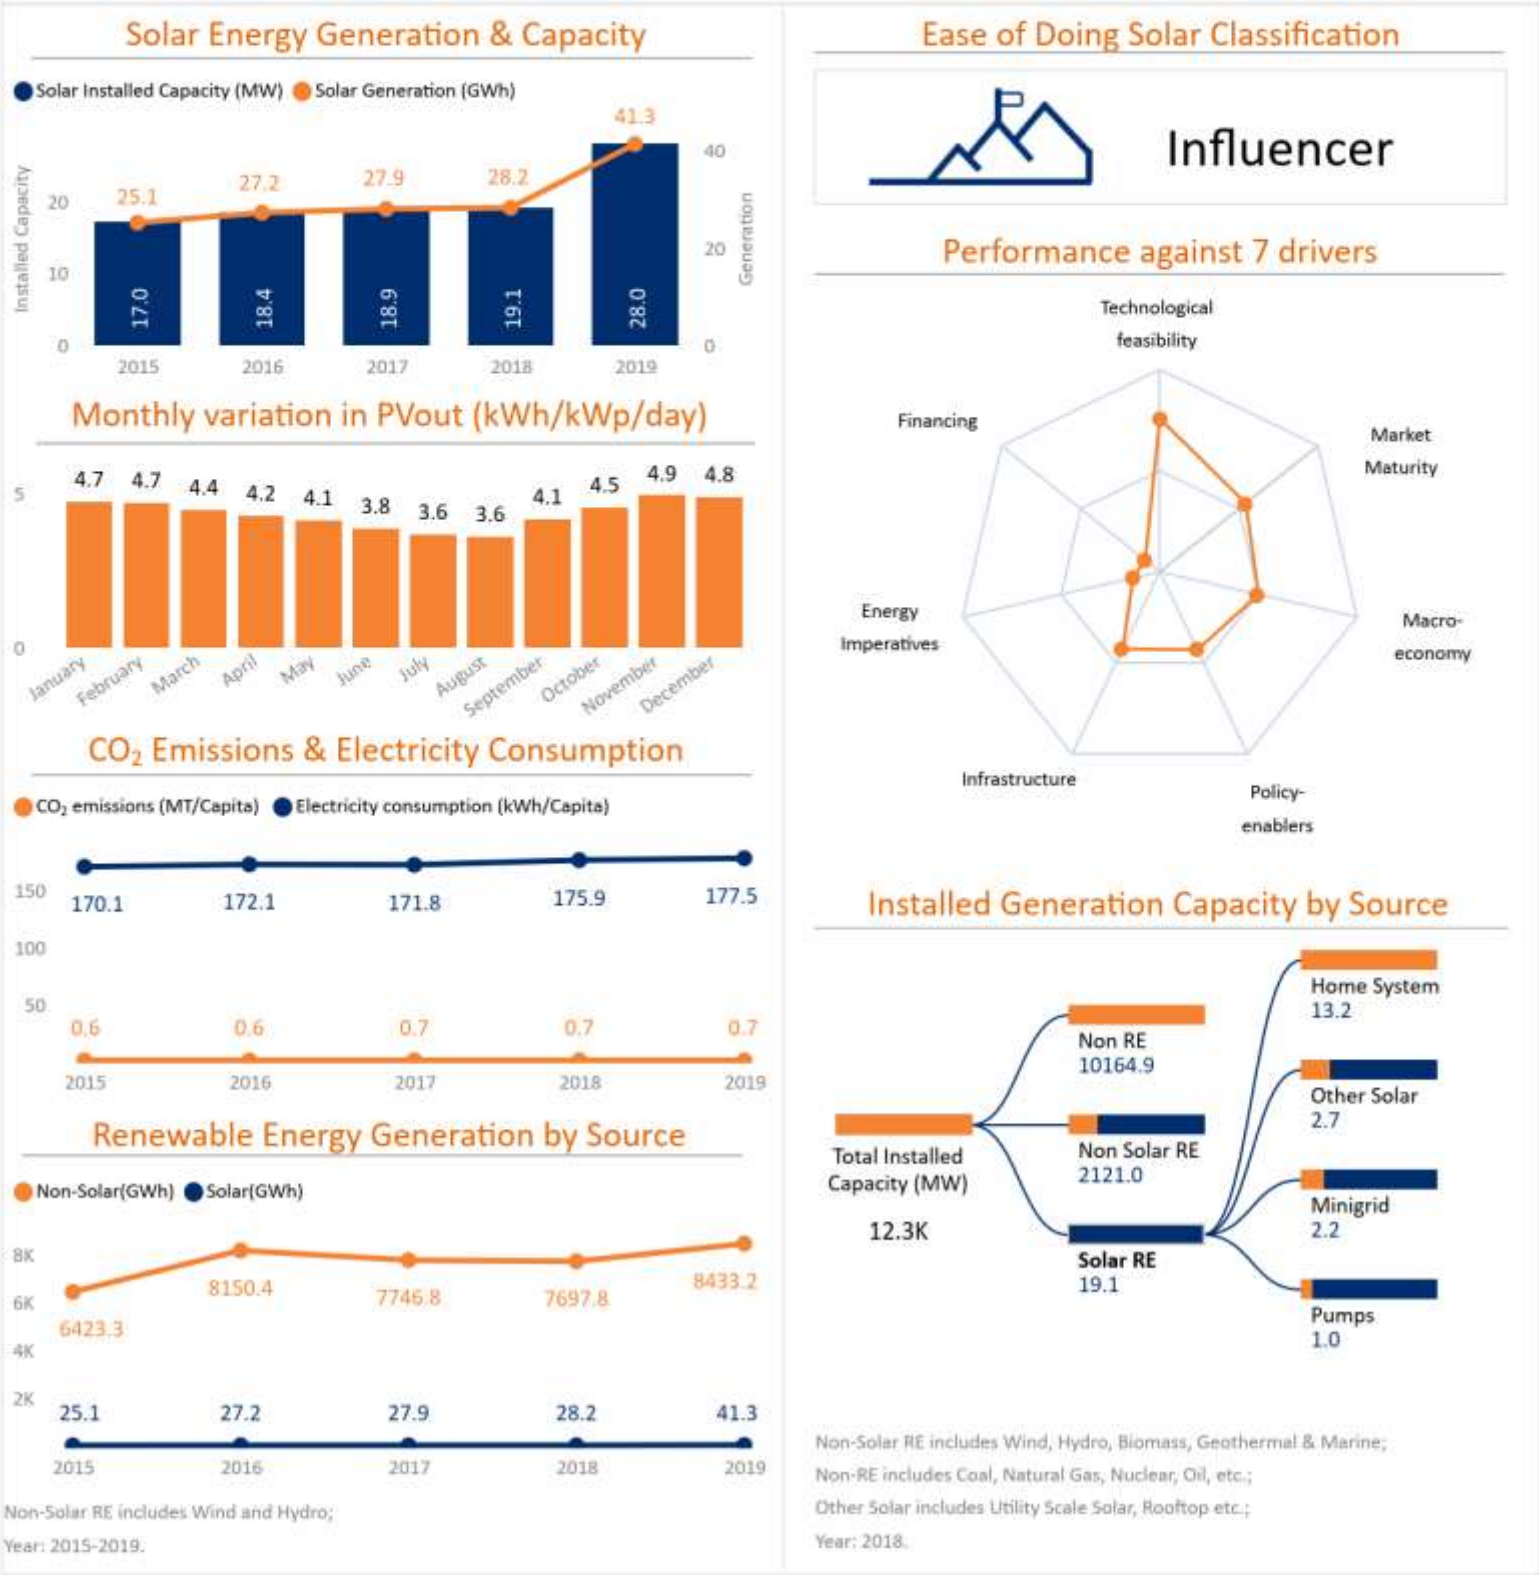 Solar Energy Generation & Capacity
Solar Installed Capacity (MW) Solar Generation (GWh)
Installed Capacity
20
10
0
25.1
27.2
27.9
28.2
41.3
17.0
18.4
18.9
19.1
28.0
40
20
0
Generation
2015 2016 2017 2018 2019
Monthly variation in PVout (kWh/kWp/day)
5
0
4.7 4.7 4.4 4.2 4.1 3.8 3.6 3.6 4.1 4.5 4.9 4.8
January February March April May June July August September October November December
CO₂ Emissions & Electricity Consumption
CO₂ emissions (MT/Capita) Electricity consumption (kWh/Capita)
150
100
50
170.1 172.1 171.8 175.9 177.5
0.6 0.6 0.7 0.7 0.7
2015 2016 2017 2018 2019
Renewable Energy Generation by Source
Non-Solar(GWh) Solar(GWh)
8K
6K
4K
2K
6423.3 8150.4 7746.8 7697.8 8433.2
25.1 27.2 27.9 28.2 41.3
2015 2016 2017 2018 2019
Non-Solar RE includes Wind and Hydro;
Year: 2015-2019.
Ease of Doing Solar Classification
Influencer
Performance against 7 drivers
Technological
feasibility
Market
Maturity
Macro-
economy
Policy-
enablers
Infrastructure
Energy
Imperatives
Financing
Installed Generation Capacity by Source
Total Installed
Capacity (MW)
12.3K
Non RE
10164.9
Non Solar RE
2121.0
Solar RE
19.1
Home System
13.2
Other Solar
2.7
Minigrid
2.2
Pumps
1.0
Non-Solar RE includes Wind, Hydro, Biomass, Geothermal & Marine;
Non-RE includes Coal, Natural Gas, Nuclear, Oil, etc.;
Other Solar includes Utility Scale Solar, Rooftop etc.;
Year: 2018.